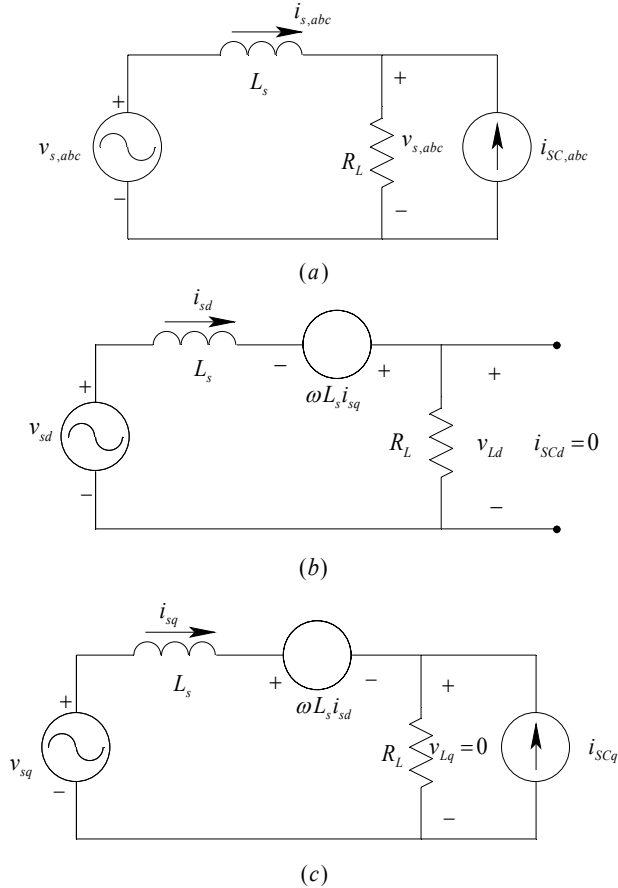 i_{s,abc}
L_s
+
+
v_{s,abc}
R_L
v_{s,abc}
i_{SC,abc}
−
−
(a)
i_{sd}
L_s
−
+
ωL_s i_{sq}
+
+
v_{sd}
R_L
v_{Ld}
i_{SCd} = 0
−
−
(b)
i_{sq}
L_s
+
−
ωL_s i_{sd}
+
+
v_{sq}
R_L
v_{Lq} = 0
i_{SCq}
−
−
(c)